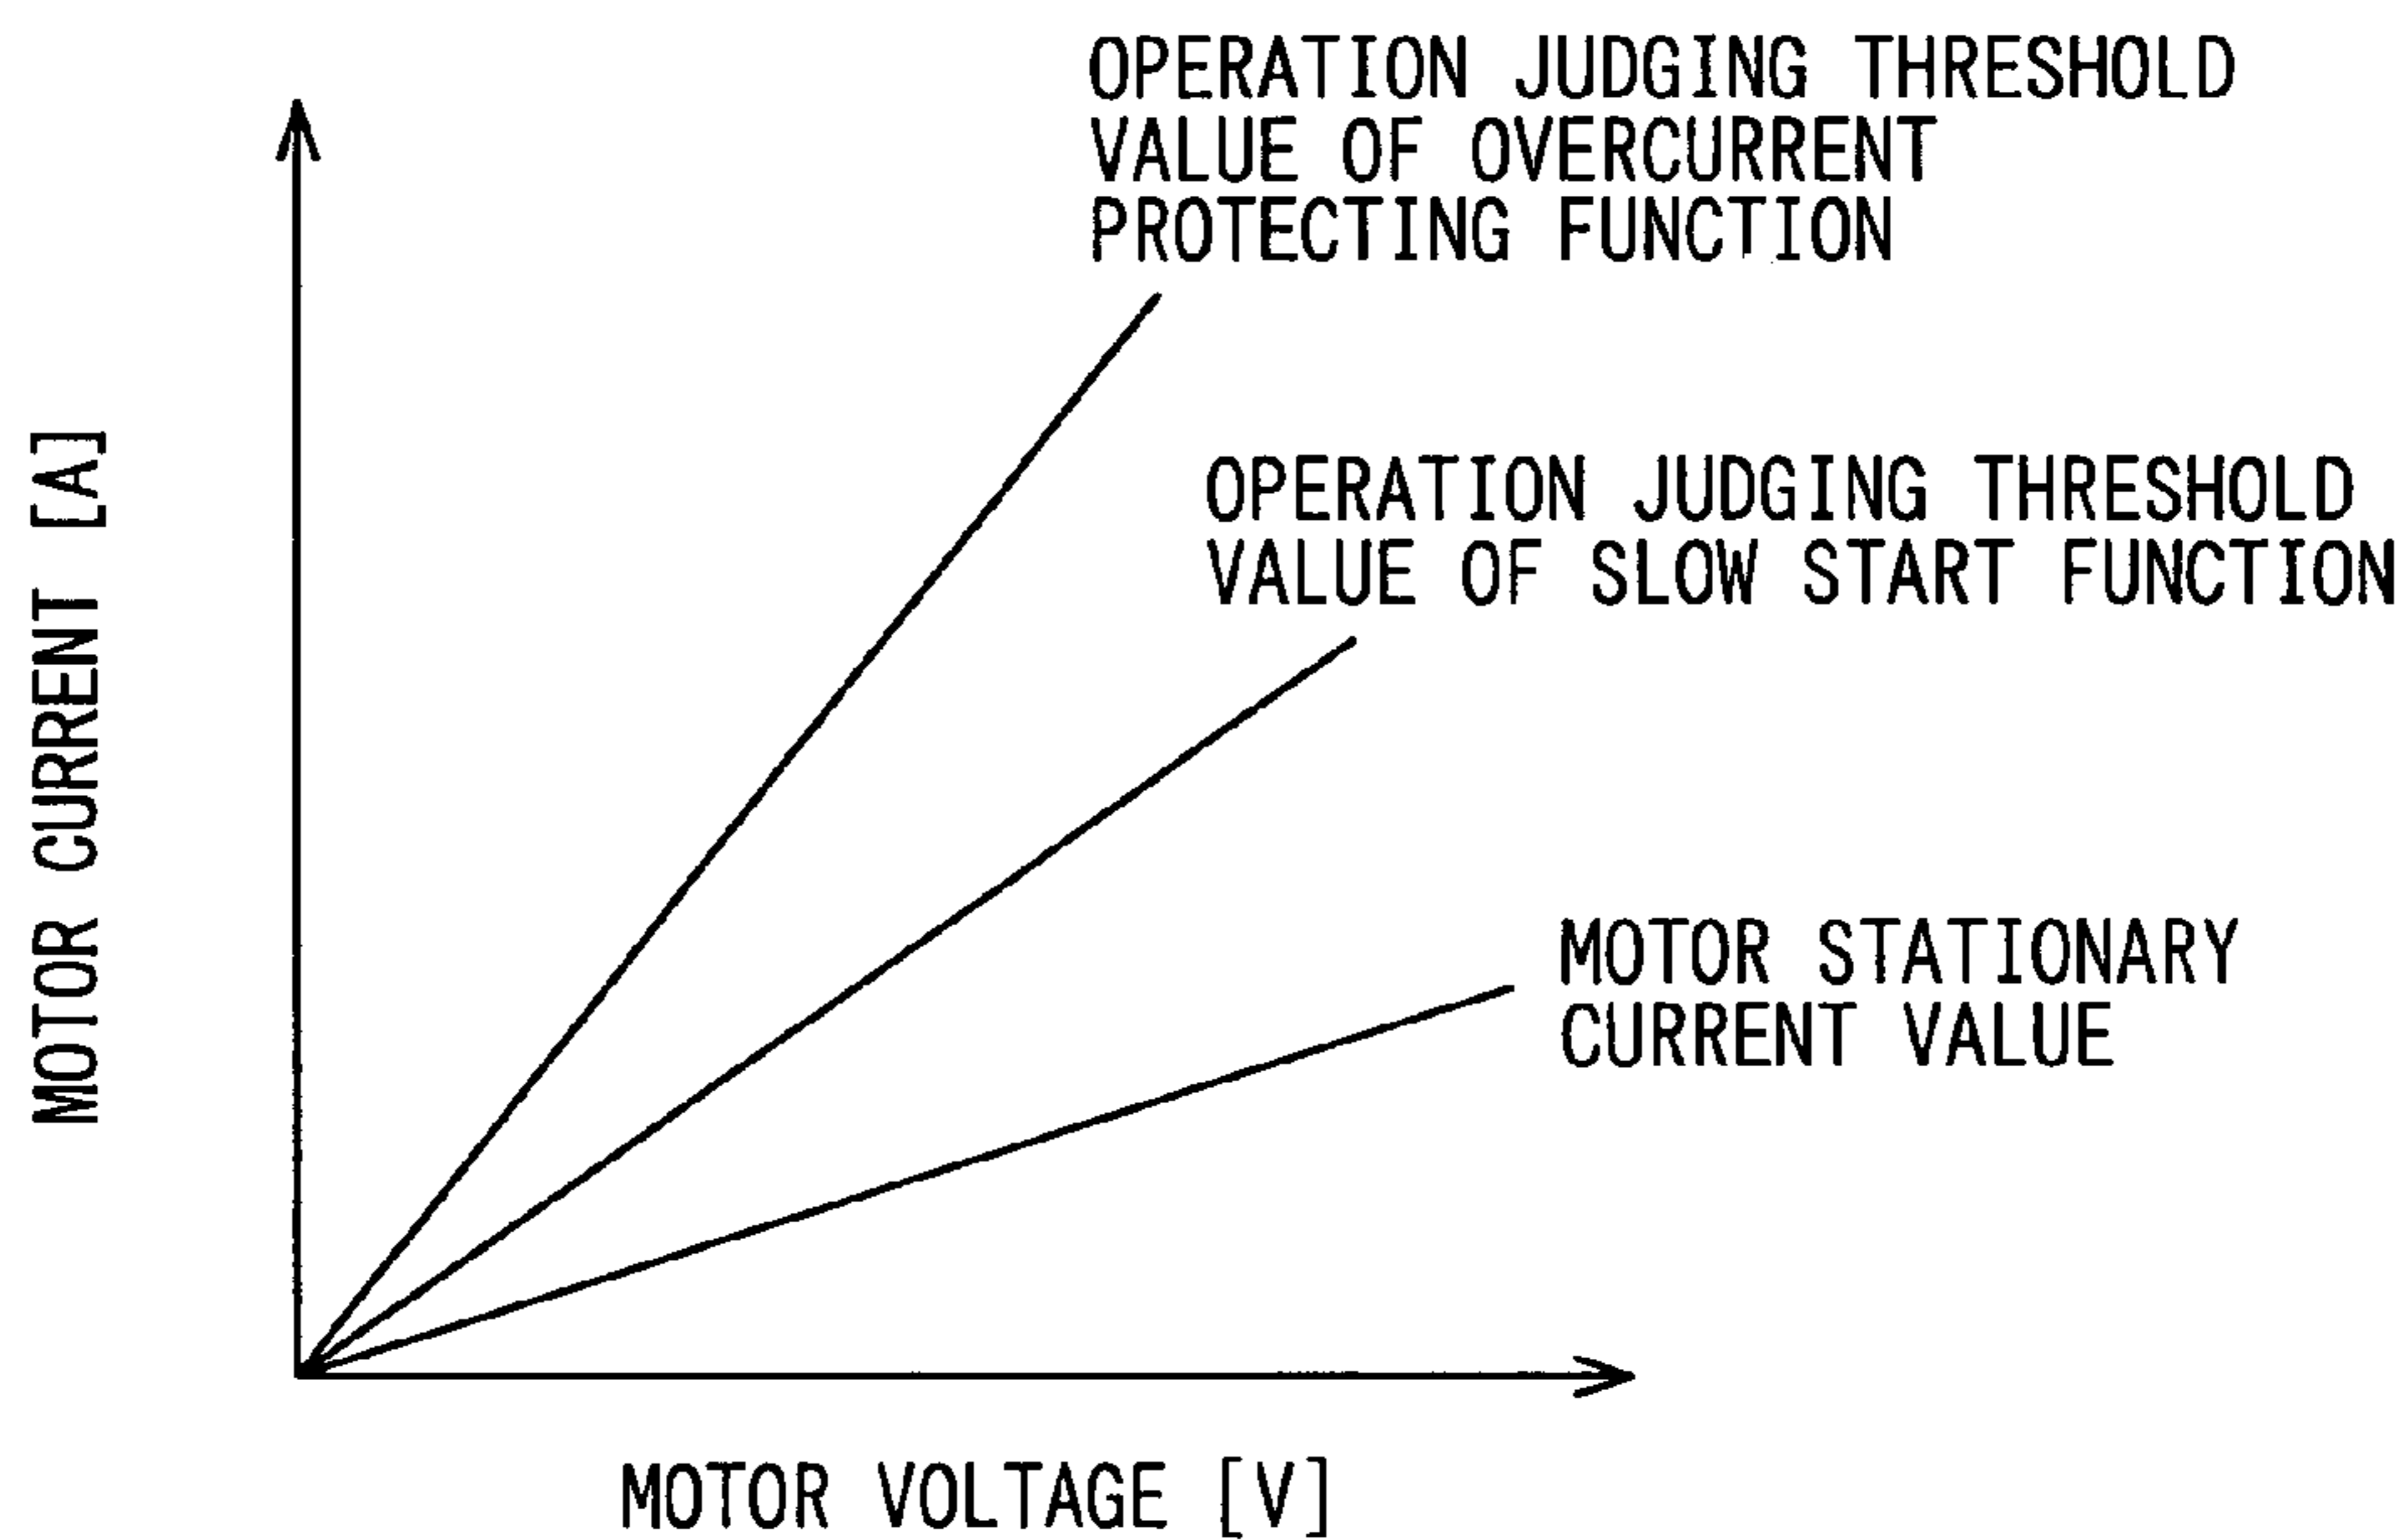 OPERATION JUDGING THRESHOLD
VALUE OF OVERCURRENT
PROTECTING FUNCTION
OPERATION JUDGING THRESHOLD
VALUE OF SLOW START FUNCTION
MOTOR STATIONARY
CURRENT VALUE
MOTOR CURRENT [A]
MOTOR VOLTAGE [V]